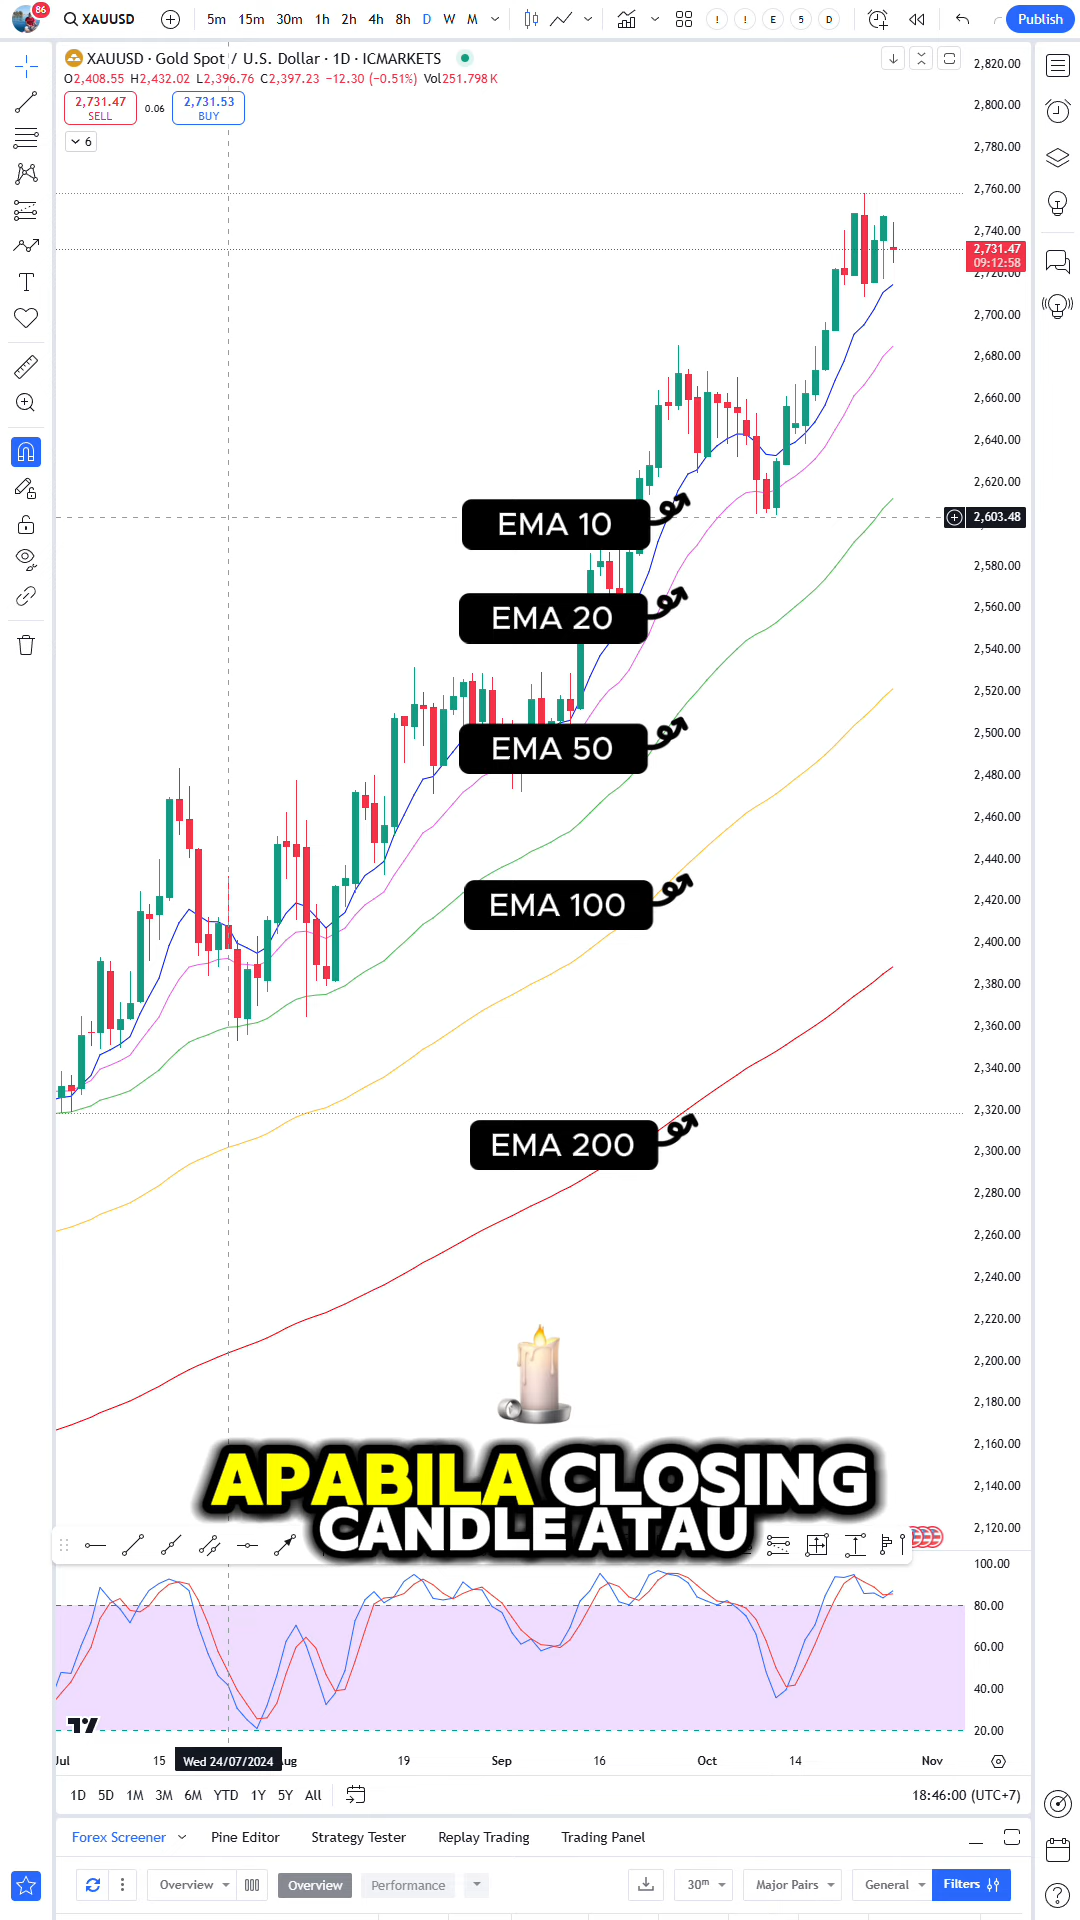 86
XAUUSD
5m 15m 30m 1h 2h 4h 8h D W M
! ! E 5 D
Publish
XAUUSD · Gold Spot / U.S. Dollar · 1D · ICMARKETS
O2,408.55 H2,432.02 L2,396.76 C2,397.23 −12.30 (−0.51%) Vol251.798 K
2,731.47 SELL
0.06
2,731.53 BUY
6
2,820.00
2,800.00
2,780.00
2,760.00
2,740.00
2,731.47
09:12:58
2,720.00
2,700.00
2,680.00
2,660.00
2,640.00
2,620.00
EMA 10
2,603.48
2,580.00
2,560.00
EMA 20
2,540.00
2,520.00
2,500.00
EMA 50
2,480.00
2,460.00
2,440.00
2,420.00
EMA 100
2,400.00
2,380.00
2,360.00
2,340.00
2,320.00
EMA 200
2,300.00
2,280.00
2,260.00
2,240.00
2,220.00
2,200.00
2,180.00
2,160.00
2,140.00
2,120.00
APABILA CLOSING
CANDLE ATAU
100.00
80.00
60.00
40.00
20.00
Jul 15 Wed 24/07/2024 Aug 19 Sep 16 Oct 14 Nov
1D 5D 1M 3M 6M YTD 1Y 5Y All
18:46:00 (UTC+7)
Forex Screener Pine Editor Strategy Tester Replay Trading Trading Panel
Overview Overview Performance 30m Major Pairs General Filters